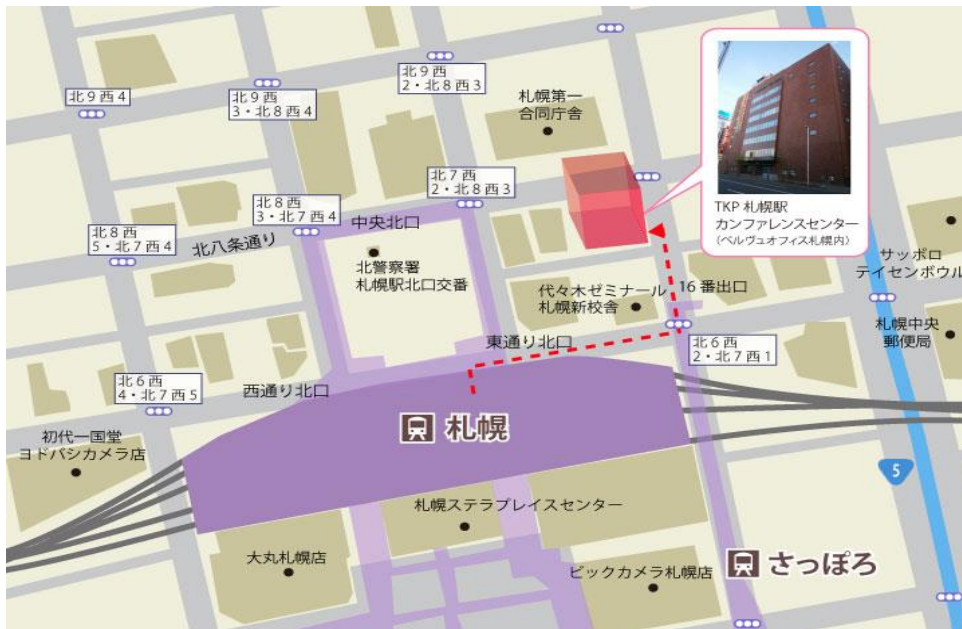 北9西4
北9西
3・北8西4
北9西
2・北8西3
札幌第一
合同庁舎
TKP 札幌駅
カンファレンスセンター
(ベルヴュオフィス札幌内)
北7西
2・北8西3
北8西
3・北7西4
中央北口
北8西
5・北7西4
北八条通り
北警察署
札幌駅北口交番
代々木ゼミナール
札幌新校舎
16番出口
サッポロ
テイセンボウル
東通り北口
北6西
2・北7西1
札幌中央
郵便局
北6西
4・北7西5
西通り北口
札幌
初代一国堂
ヨドバシカメラ店
5
札幌ステラプレイスセンター
大丸札幌店
ビックカメラ札幌店
さっぽろ